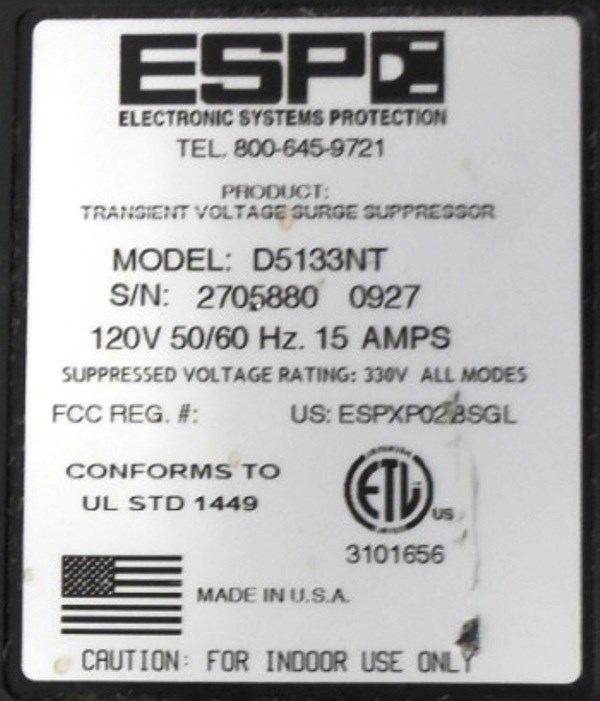 ESP
ELECTRONIC SYSTEMS PROTECTION
TEL. 800-645-9721
PRODUCT:
TRANSIENT VOLTAGE SURGE SUPPRESSOR
MODEL: D5133NT
S/N: 2705880 0927
120V 50/60 Hz. 15 AMPS
SUPPRESSED VOLTAGE RATING: 330V ALL MODES
FCC REG. #: US:
CONFORMS TO
UL STD 1449
ETL US
3101656
MADE IN U.S.A.
CAUTION: FOR INDOOR USE ONLY